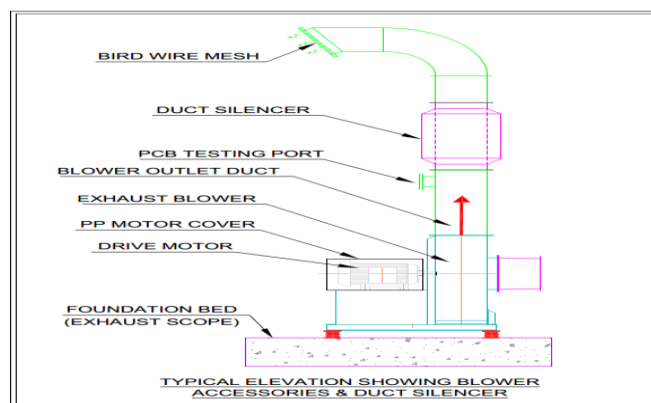 BIRD WIRE MESH
DUCT SILENCER
PCB TESTING PORT
BLOWER OUTLET DUCT
EXHAUST BLOWER
PP MOTOR COVER
DRIVE MOTOR
FOUNDATION BED
(EXHAUST SCOPE)
TYPICAL ELEVATION SHOWING BLOWER
ACCESSORIES & DUCT SILENCER